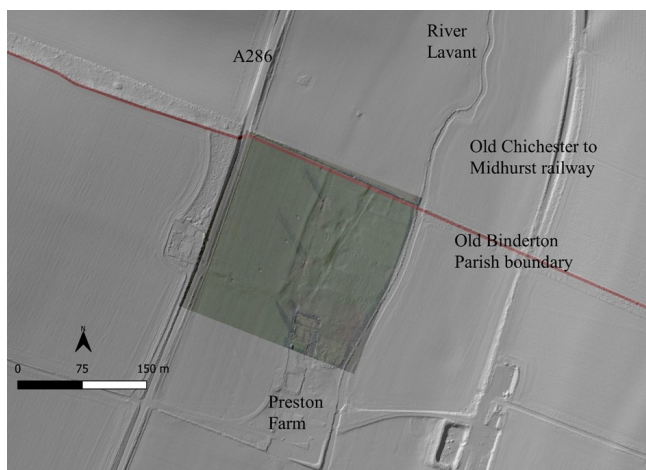 River
Lavant
A286
Old Chichester to
Midhurst railway
Old Binderton
Parish boundary
N
0 75 150 m
Preston
Farm